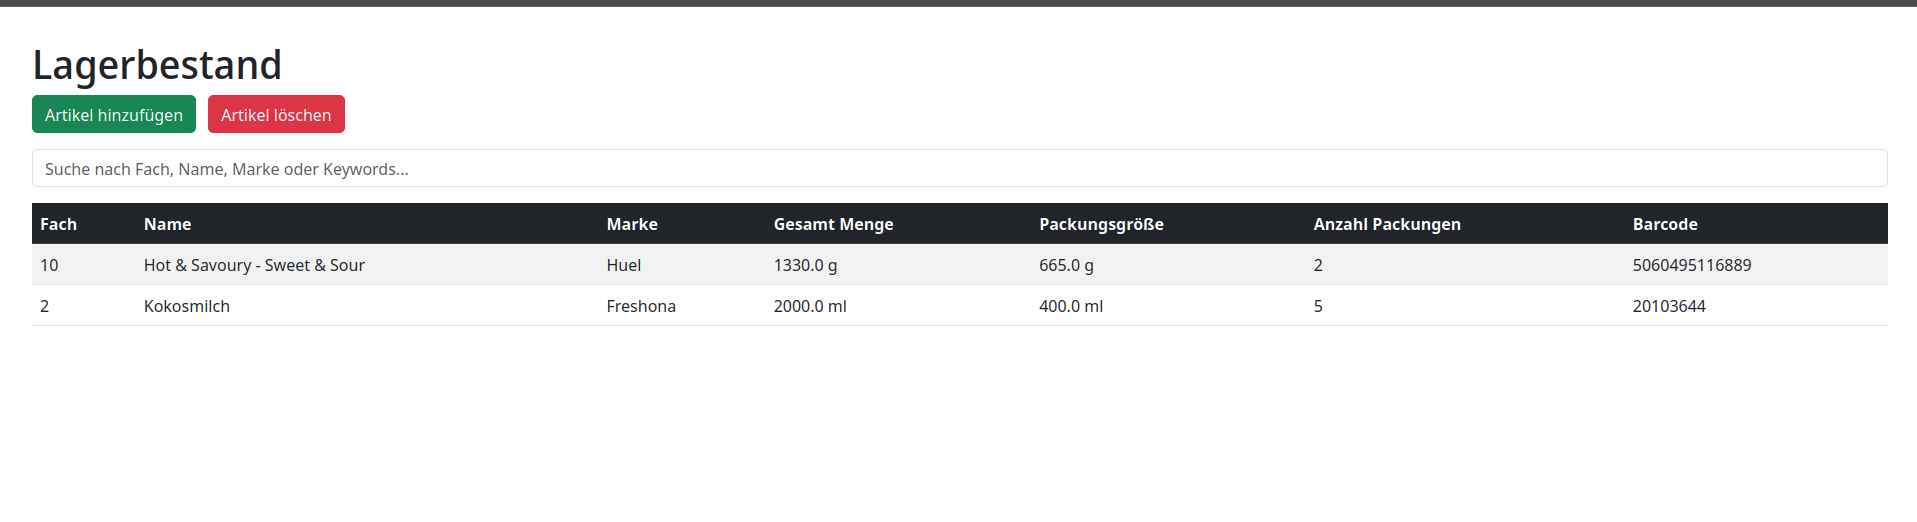 Lagerbestand
Artikel hinzufügen Artikel löschen
Suche nach Fach, Name, Marke oder Keywords...
Fach Name Marke Gesamt Menge Packungsgröße Anzahl Packungen Barcode
10 Hot & Savoury - Sweet & Sour Huel 1330.0 g 665.0 g 2 5060495116889
2 Kokosmilch Freshona 2000.0 ml 400.0 ml 5 20103644